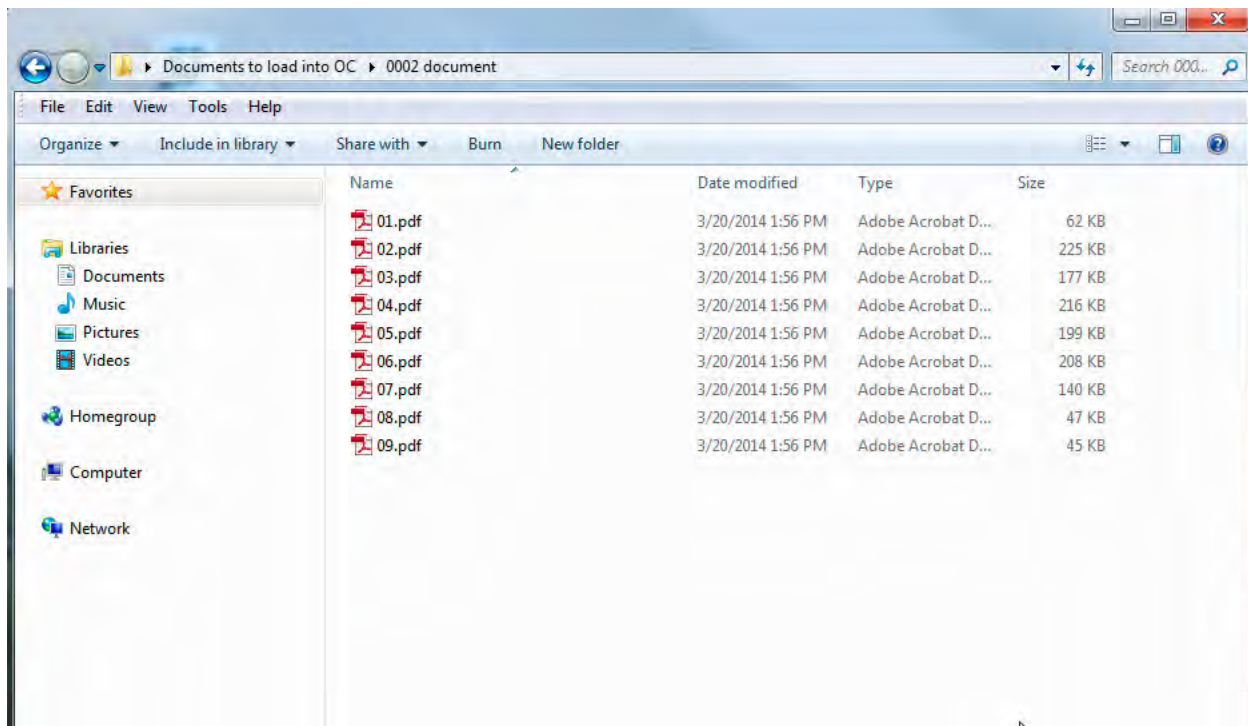 Documents to load into OC 0002 document Search 000...
File Edit View Tools Help
Organize Include in library Share with Burn New folder
Favorites
Libraries
Documents
Music
Pictures
Videos
Homegroup
Computer
Network
Name Date modified Type Size
01.pdf 3/20/2014 1:56 PM Adobe Acrobat D... 62 KB
02.pdf 3/20/2014 1:56 PM Adobe Acrobat D... 225 KB
03.pdf 3/20/2014 1:56 PM Adobe Acrobat D... 177 KB
04.pdf 3/20/2014 1:56 PM Adobe Acrobat D... 216 KB
05.pdf 3/20/2014 1:56 PM Adobe Acrobat D... 199 KB
06.pdf 3/20/2014 1:56 PM Adobe Acrobat D... 208 KB
07.pdf 3/20/2014 1:56 PM Adobe Acrobat D... 140 KB
08.pdf 3/20/2014 1:56 PM Adobe Acrobat D... 47 KB
09.pdf 3/20/2014 1:56 PM Adobe Acrobat D... 45 KB